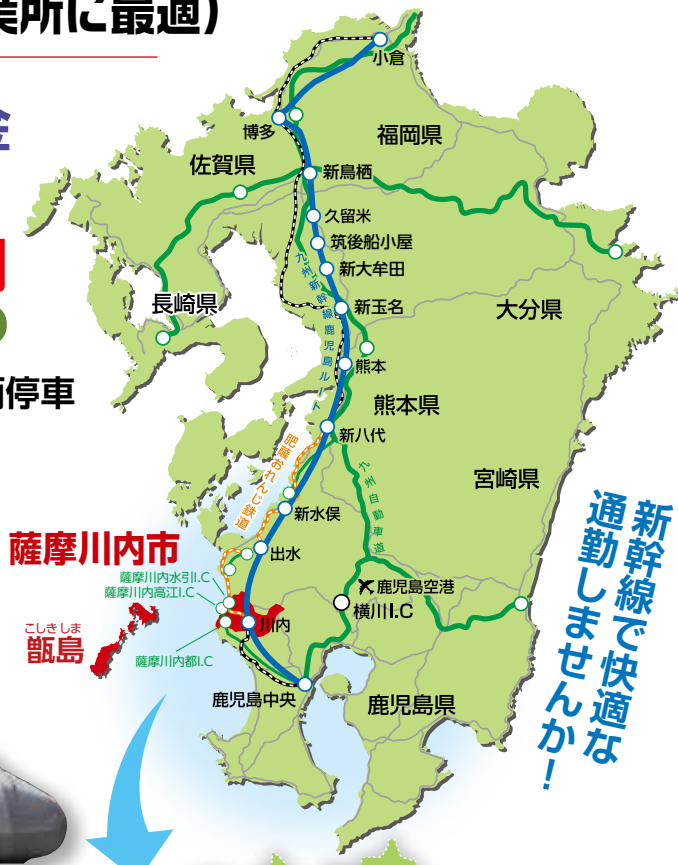 業所に最適）
小倉
博多
福岡県
佐賀県
新鳥栖
久留米
筑後船小屋
新大牟田
九州新幹線鹿児島ルート
長崎県
新玉名
大分県
停車
熊本
熊本県
新八代
肥薩おれんじ鉄道
九州自動車道
宮崎県
新幹線で快適な
通勤しませんか！
新水俣
薩摩川内市
出水
薩摩川内水引I.C
薩摩川内高江I.C
鹿児島空港
横川I.C
こしきしま
甑島
川内
薩摩川内都I.C
鹿児島中央
鹿児島県